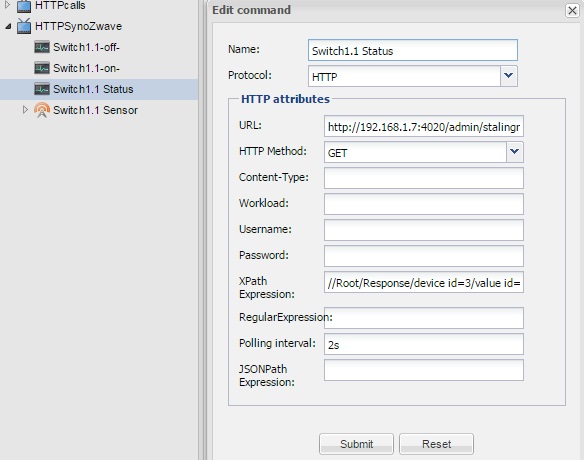 HTTPcalls
HTTPSynoZwave
Switch1.1-off-
Switch1.1-on-
Switch1.1 Status
Switch1.1 Sensor
Edit command
Name: Switch1.1 Status
Protocol: HTTP
HTTP attributes
URL: http://192.168.1.7:4020/admin/stalingr
HTTP Method: GET
Content-Type:
Workload:
Username:
Password:
XPath
Expression: //Root/Response/device id=3/value id=
RegularExpression:
Polling interval: 2s
JSONPath
Expression:
Submit Reset